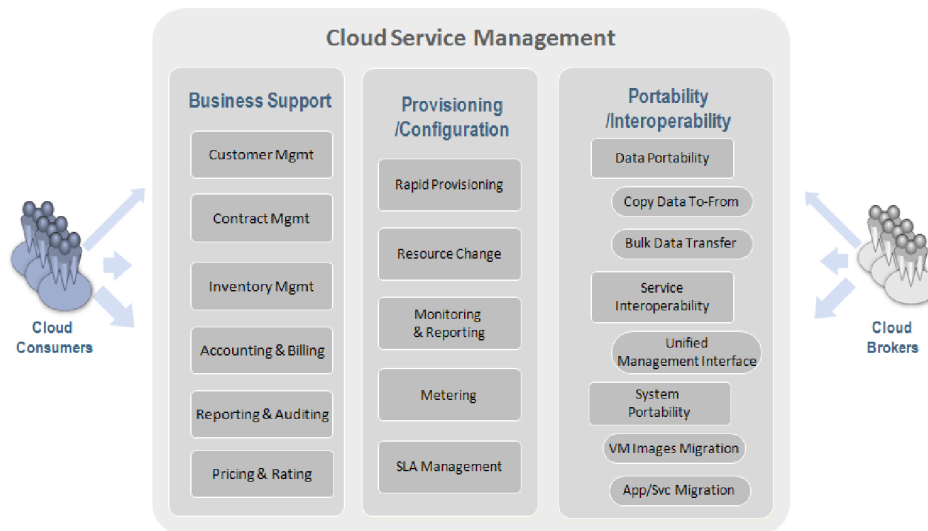 Cloud Service Management
Business Support
Customer Mgmt
Contract Mgmt
Inventory Mgmt
Accounting & Billing
Reporting & Auditing
Pricing & Rating
Provisioning
/Configuration
Rapid Provisioning
Resource Change
Monitoring
& Reporting
Metering
SLA Management
Portability
/Interoperability
Data Portability
Copy Data To-From
Bulk Data Transfer
Service
Interoperability
Unified
Management Interface
System
Portability
VM Images Migration
App/Svc Migration
Cloud
Consumers
Cloud
Brokers